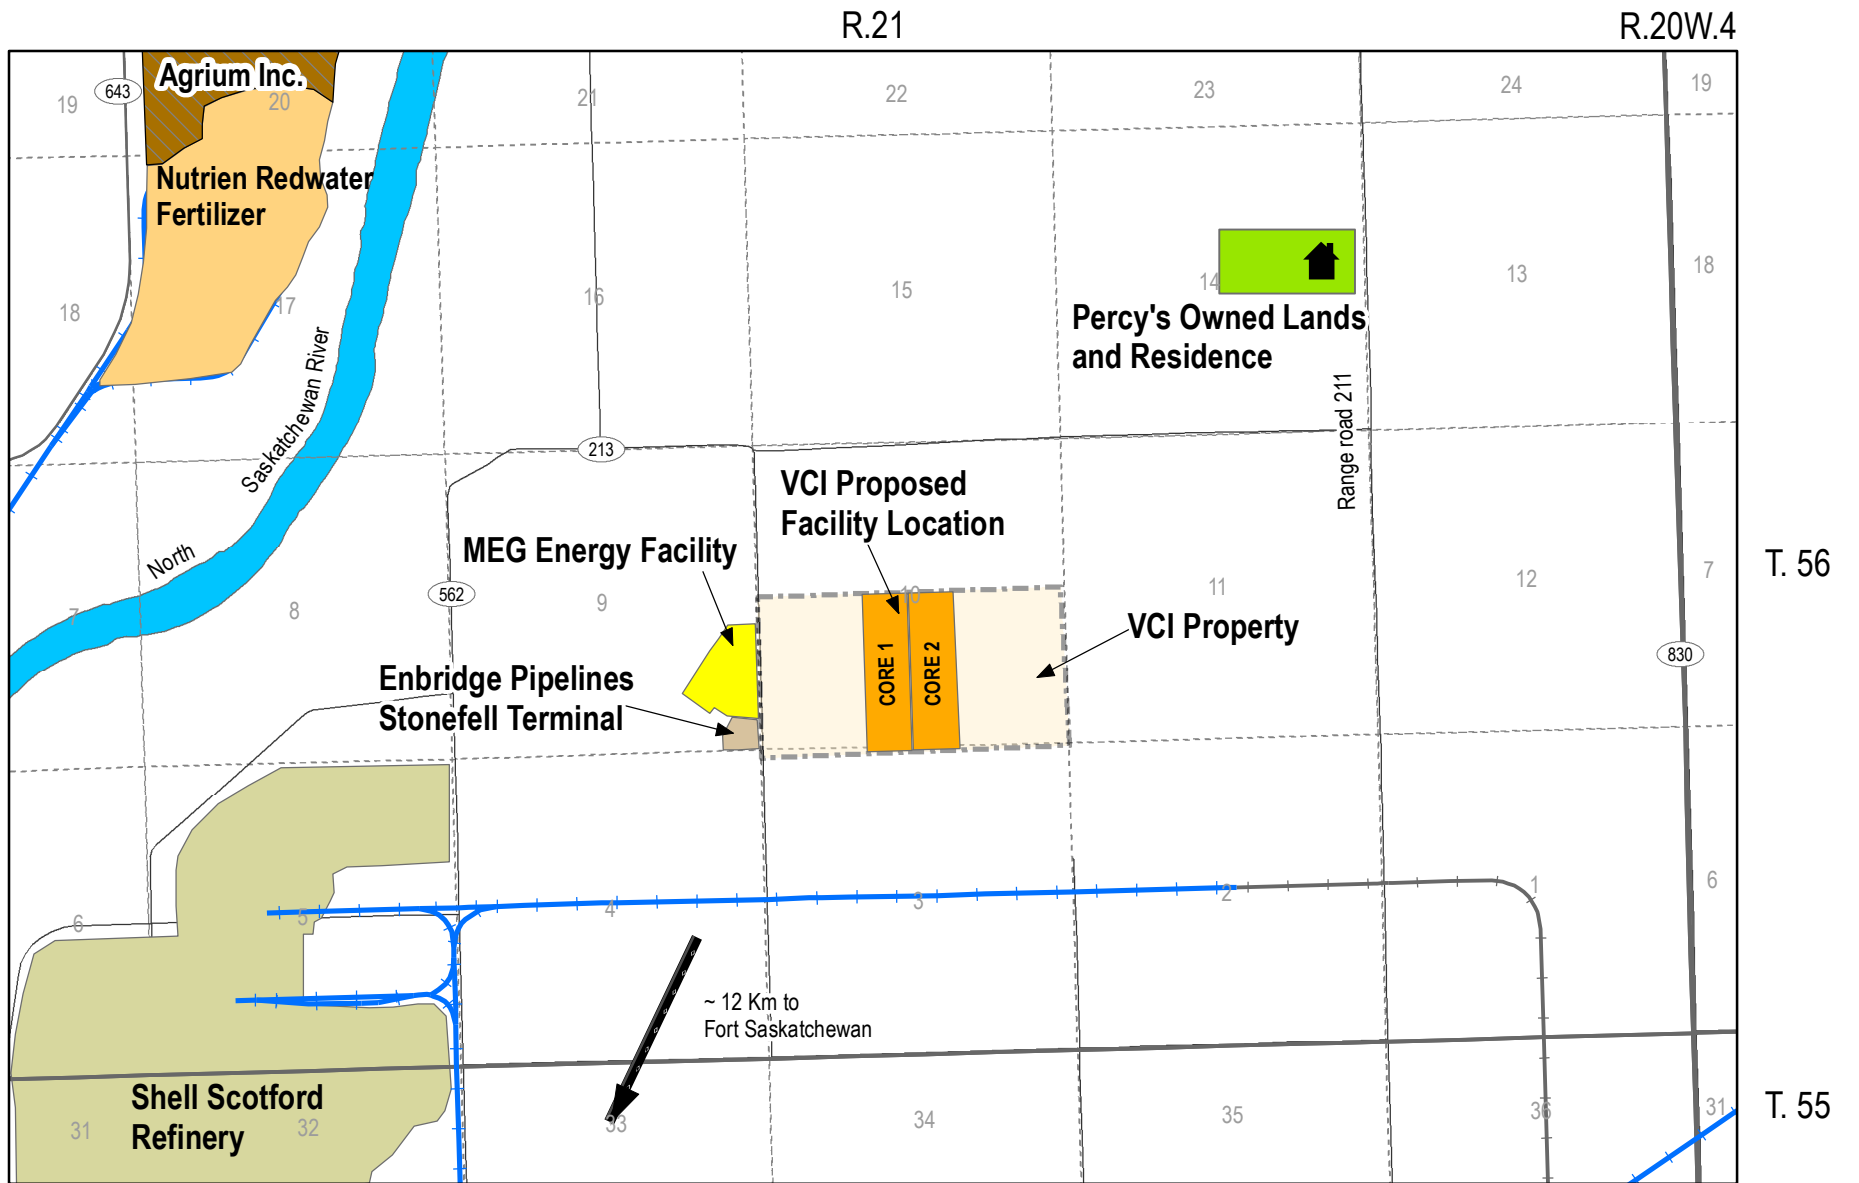 R.21
R.20W.4
Agrium Inc.
643
19
20
21
22
23
24
19
Nutrien Redwater
Fertilizer
18
17
16
15
14
13
18
Percy's Owned Lands
and Residence
Saskatchewan River
North
Range road 211
213
VCI Proposed
Facility Location
MEG Energy Facility
562
7
8
9
10
11
12
7
T. 56
VCI Property
CORE 1
CORE 2
830
Enbridge Pipelines
Stonefell Terminal
6
5
4
3
2
1
6
~ 12 Km to
Fort Saskatchewan
Shell Scotford
Refinery
31
32
33
34
35
36
31
T. 55